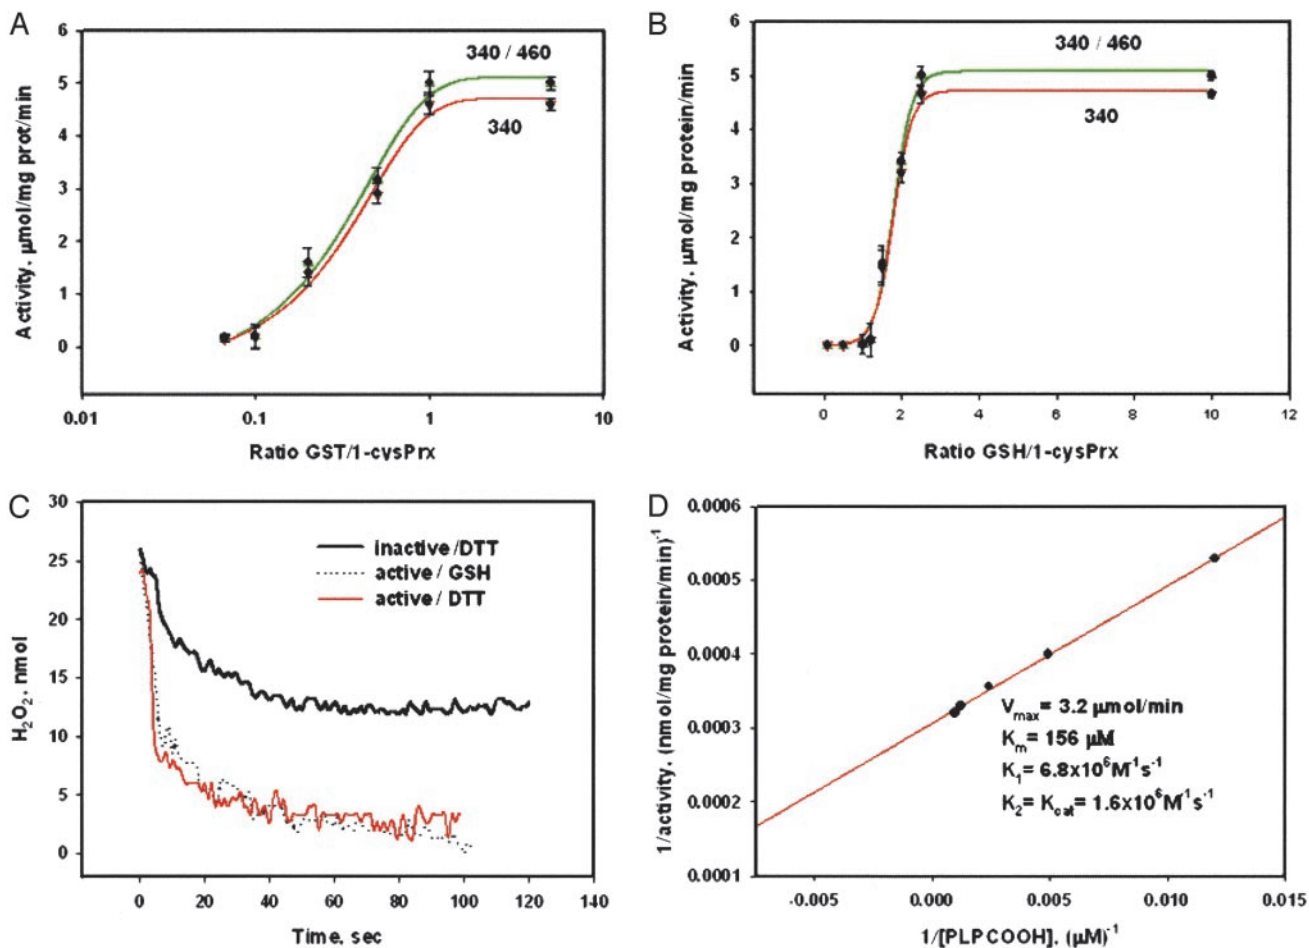 A
6
5
4
3
2
1
0
Activity, µmol/mg prot/min
340 / 460
340
0.01
0.1
1
10
Ratio GST/1-cysPrx
B
6
5
4
3
2
1
0
Activity, µmol/mg protein/min
340 / 460
340
0
2
4
6
8
10
12
Ratio GSH/1-cysPrx
C
30
25
20
15
10
5
0
H₂O₂, nmol
inactive/DTT
active / GSH
active / DTT
0
20
40
60
80
100
120
140
Time, sec
D
0.0006
0.0005
0.0004
0.0003
0.0002
0.0001
1/activity, (nmol/mg protein/min)⁻¹
Vmax= 3.2 µmol/min
Km = 156 µM
K₁= 6.8x10⁶M⁻¹s⁻¹
K₂= Kcat= 1.6x10⁶M⁻¹s⁻¹
-0.005
0.000
0.005
0.010
0.015
1/[PLPCOOH], (µM)⁻¹